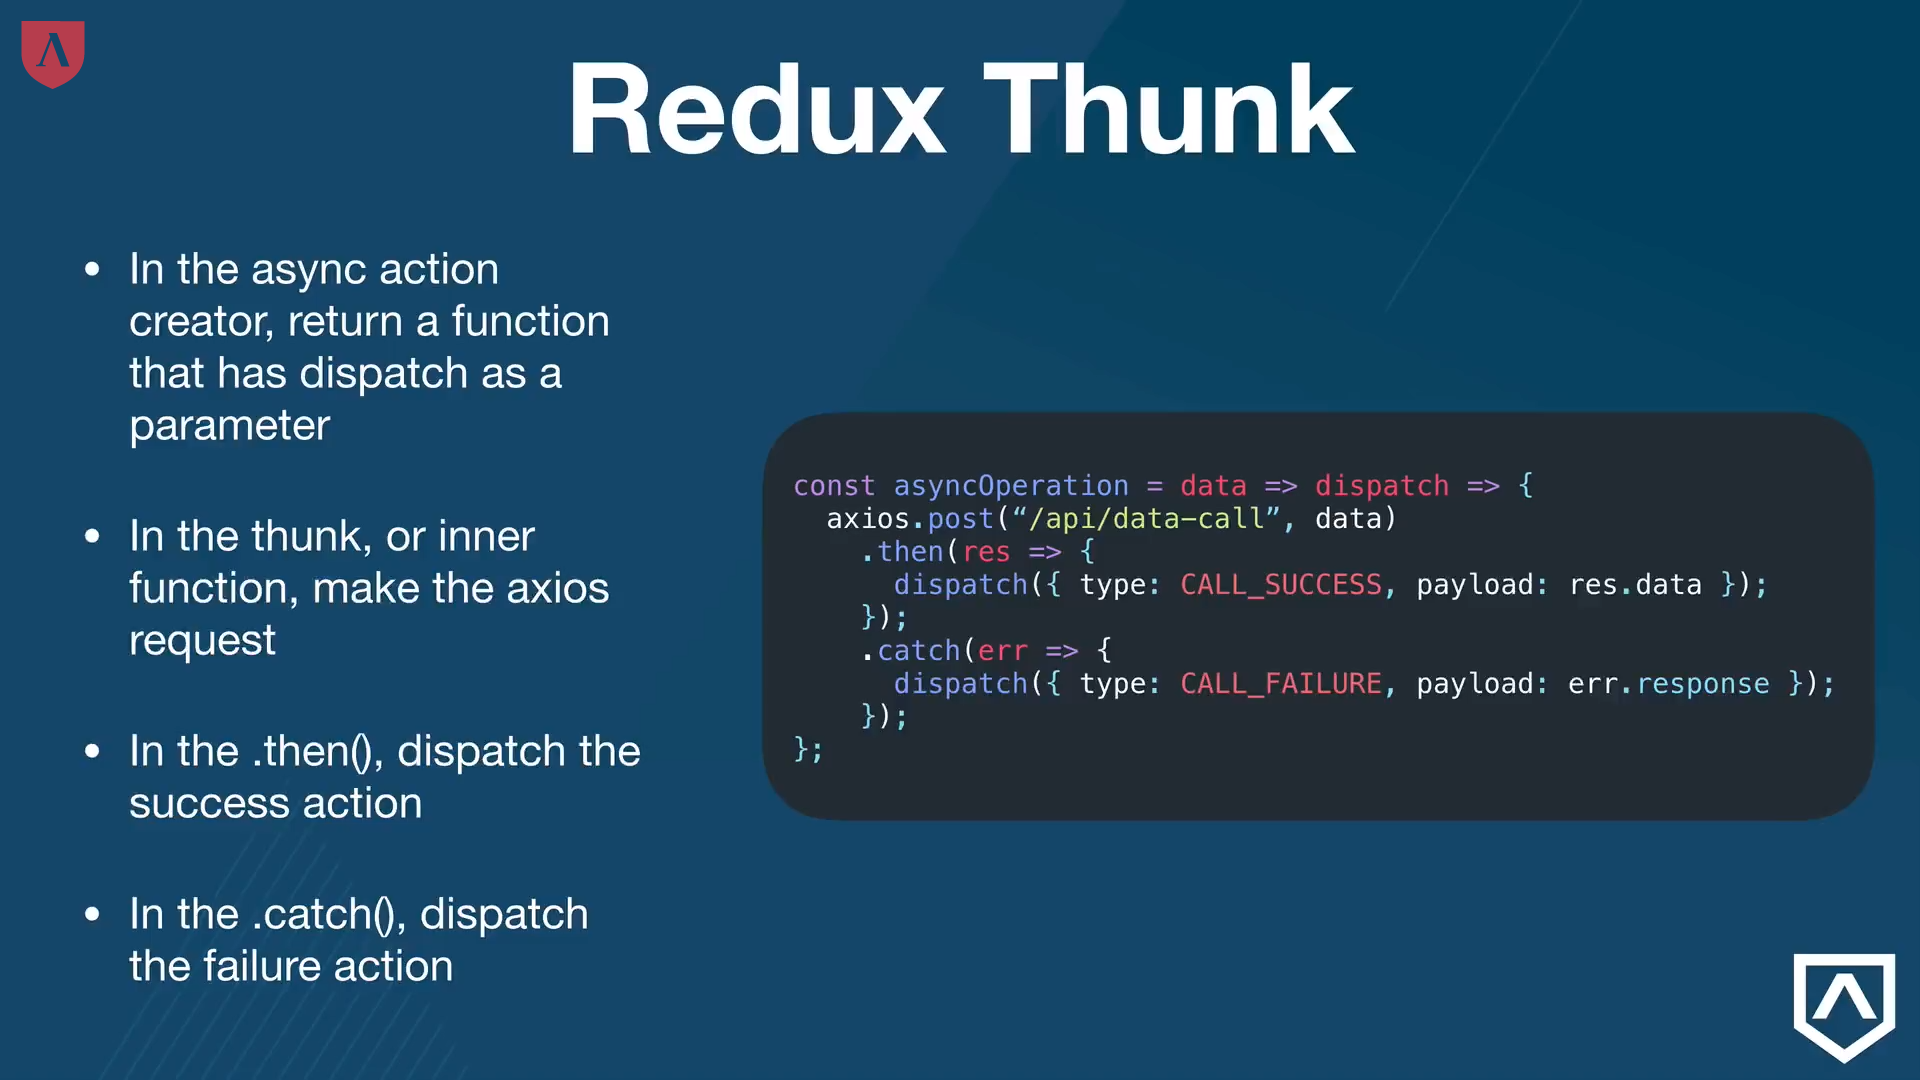 Redux Thunk
• In the async action
creator, return a function
that has dispatch as a
parameter
• In the thunk, or inner
function, make the axios
request
• In the .then(), dispatch the
success action
• In the .catch(), dispatch
the failure action
const asyncOperation = data => dispatch => {
  axios.post(“/api/data-call”, data)
    .then(res => {
      dispatch({ type: CALL_SUCCESS, payload: res.data });
    });
    .catch(err => {
      dispatch({ type: CALL_FAILURE, payload: err.response });
    });
};